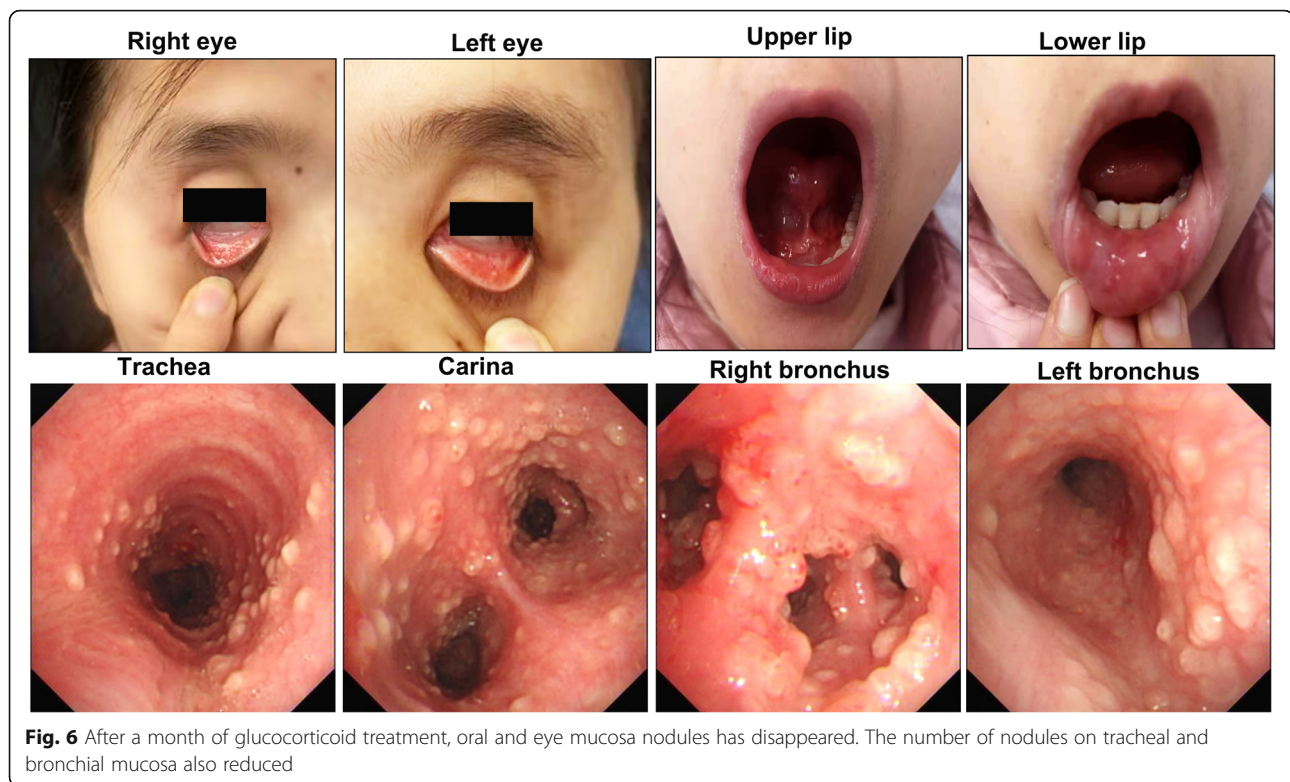 Right eye
Left eye
Upper lip
Lower lip
Trachea
Carina
Right bronchus
Left bronchus
Fig. 6 After a month of glucocorticoid treatment, oral and eye mucosa nodules has disappeared. The number of nodules on tracheal and
bronchial mucosa also reduced